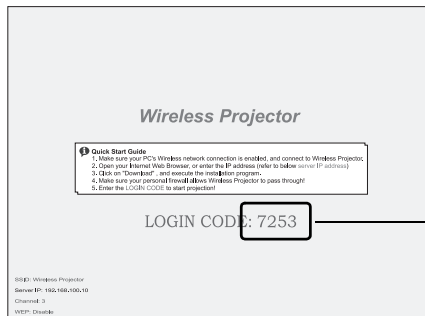 Wireless Projector
Quick Start Guide
1. Make sure your PC's Wireless network connection is enabled, and connect to Wireless Projector.
2. Open your Internet Web Browser, or enter the IP address (refer to below server IP address)
3. Click on "Download" , and execute the installation program.
4. Make sure your personal firewall allows Wireless Projector to pass through!
5. Enter the LOGIN CODE to start projection!
LOGIN CODE: 7253
SSID: Wireless Projector
Server IP: 192.168.100.10
Channel: 3
WEP: Disable